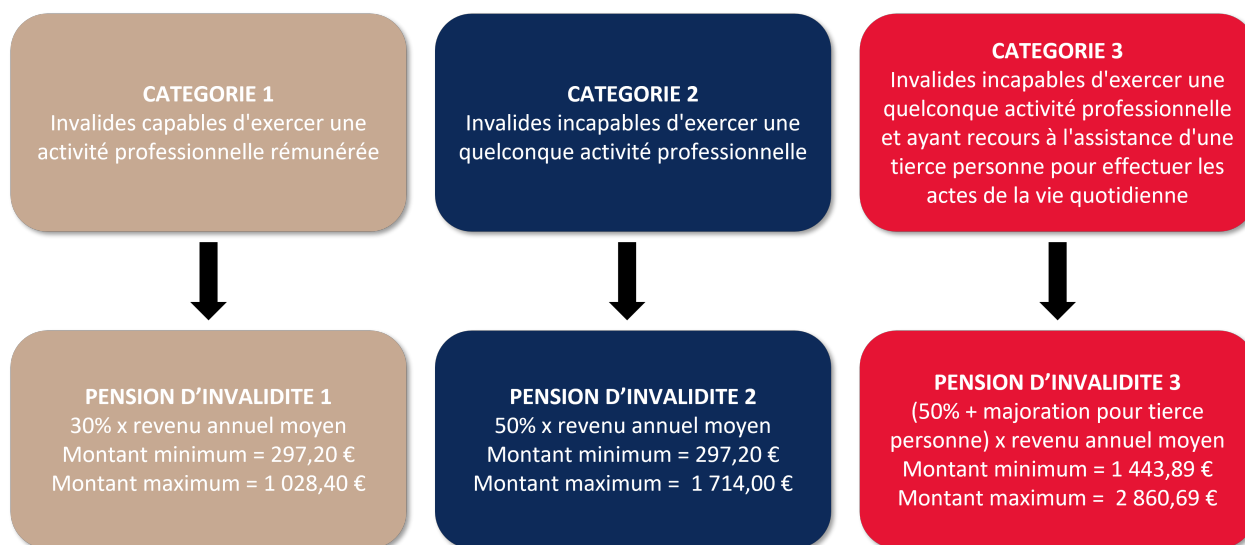 CATEGORIE 1
Invalides capables d'exercer une
activité professionnelle rémunérée
CATEGORIE 2
Invalides incapables d'exercer une
quelconque activité professionnelle
CATEGORIE 3
Invalides incapables d'exercer une
quelconque activité professionnelle
et ayant recours à l'assistance d'une
tierce personne pour effectuer les
actes de la vie quotidienne
PENSION D’INVALIDITE 1
30% x revenu annuel moyen
Montant minimum = 297,20 €
Montant maximum = 1 028,40 €
PENSION D’INVALIDITE 2
50% x revenu annuel moyen
Montant minimum = 297,20 €
Montant maximum =  1 714,00 €
PENSION D’INVALIDITE 3
(50% + majoration pour tierce
personne) x revenu annuel moyen
Montant minimum = 1 443,89 €
Montant maximum =  2 860,69 €